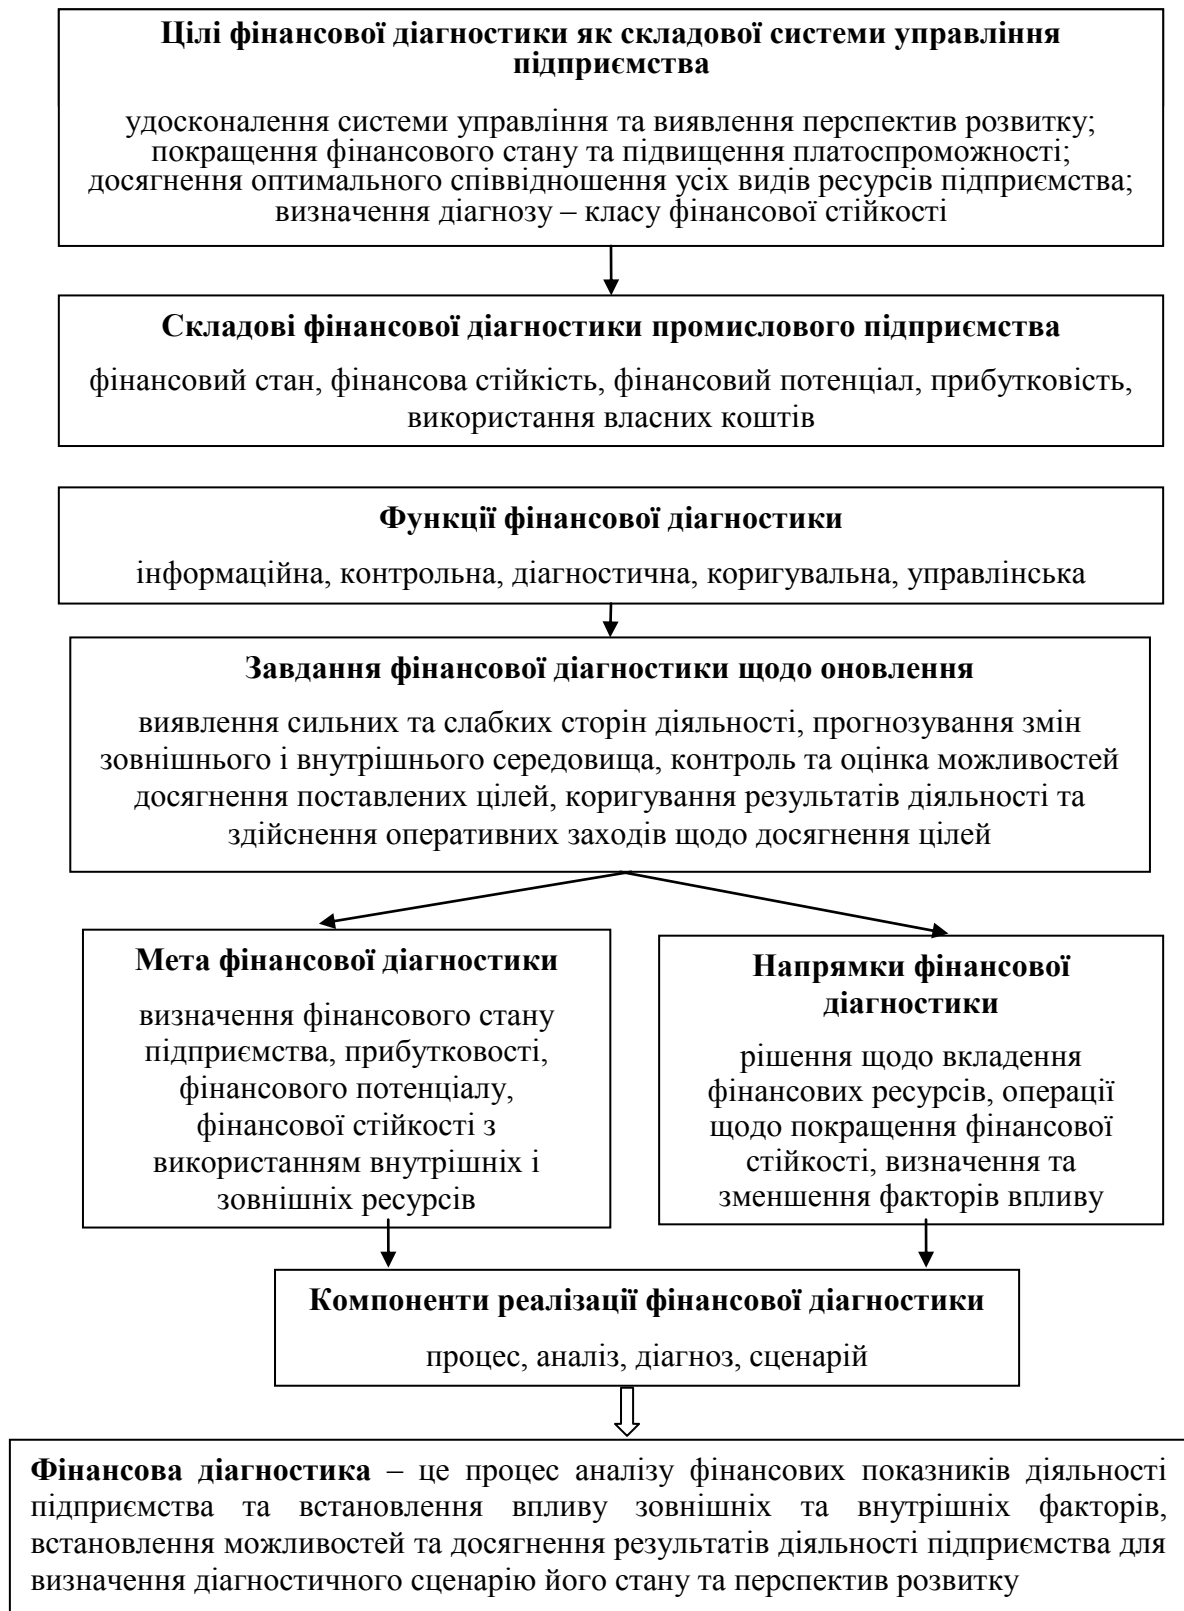 Цілі фінансової діагностики як складової системи управління
підприємства
удосконалення системи управління та виявлення перспектив розвитку;
покращення фінансового стану та підвищення платоспроможності;
досягнення оптимального співвідношення усіх видів ресурсів підприємства;
визначення діагнозу – класу фінансової стійкості
Складові фінансової діагностики промислового підприємства
фінансовий стан, фінансова стійкість, фінансовий потенціал, прибутковість,
використання власних коштів
Функції фінансової діагностики
інформаційна, контрольна, діагностична, коригувальна, управлінська
Завдання фінансової діагностики щодо оновлення
виявлення сильних та слабких сторін діяльності, прогнозування змін
зовнішнього і внутрішнього середовища, контроль та оцінка можливостей
досягнення поставлених цілей, коригування результатів діяльності та
здійснення оперативних заходів щодо досягнення цілей
Мета фінансової діагностики
визначення фінансового стану
підприємства, прибутковості,
фінансового потенціалу,
фінансової стійкості з
використанням внутрішніх і
зовнішніх ресурсів
Напрямки фінансової
діагностики
рішення щодо вкладення
фінансових ресурсів, операції
щодо покращення фінансової
стійкості, визначення та
зменшення факторів впливу
Компоненти реалізації фінансової діагностики
процес, аналіз, діагноз, сценарій
Фінансова діагностика – це процес аналізу фінансових показників діяльності
підприємства та встановлення впливу зовнішніх та внутрішніх факторів,
встановлення можливостей та досягнення результатів діяльності підприємства для
визначення діагностичного сценарію його стану та перспектив розвитку